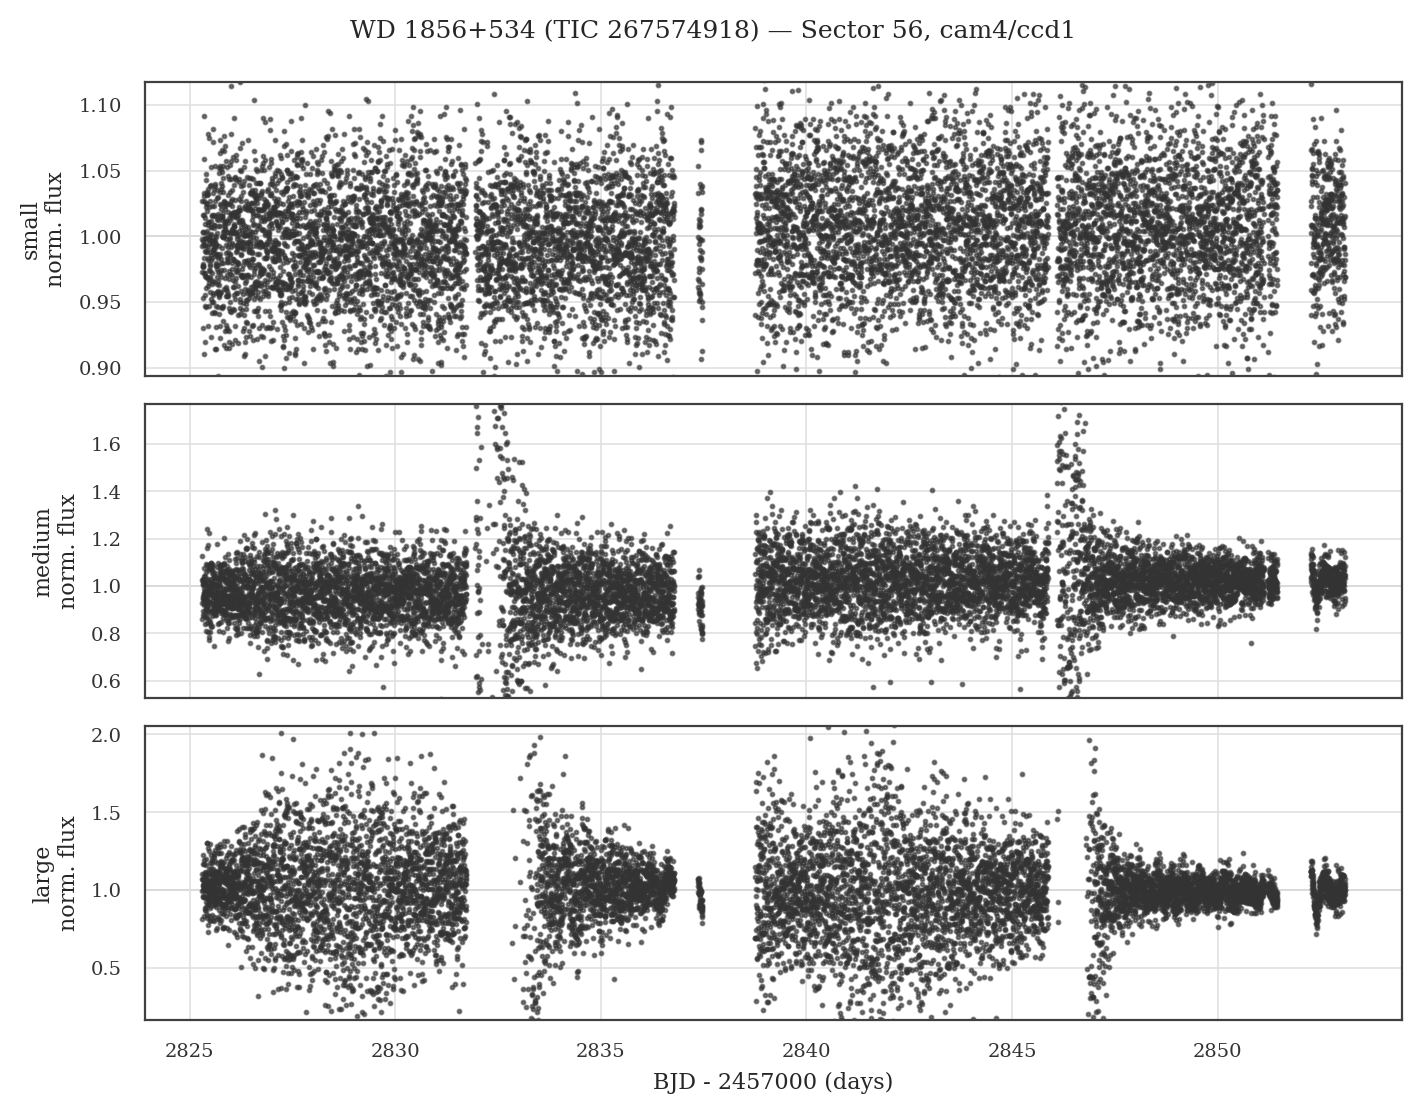 WD 1856+534 (TIC 267574918) — Sector 56, cam4/ccd1
small
norm. flux
1.10
1.05
1.00
0.95
0.90
medium
norm. flux
1.6
1.4
1.2
1.0
0.8
0.6
large
norm. flux
2.0
1.5
1.0
0.5
2825 2830 2835 2840 2845 2850
BJD - 2457000 (days)